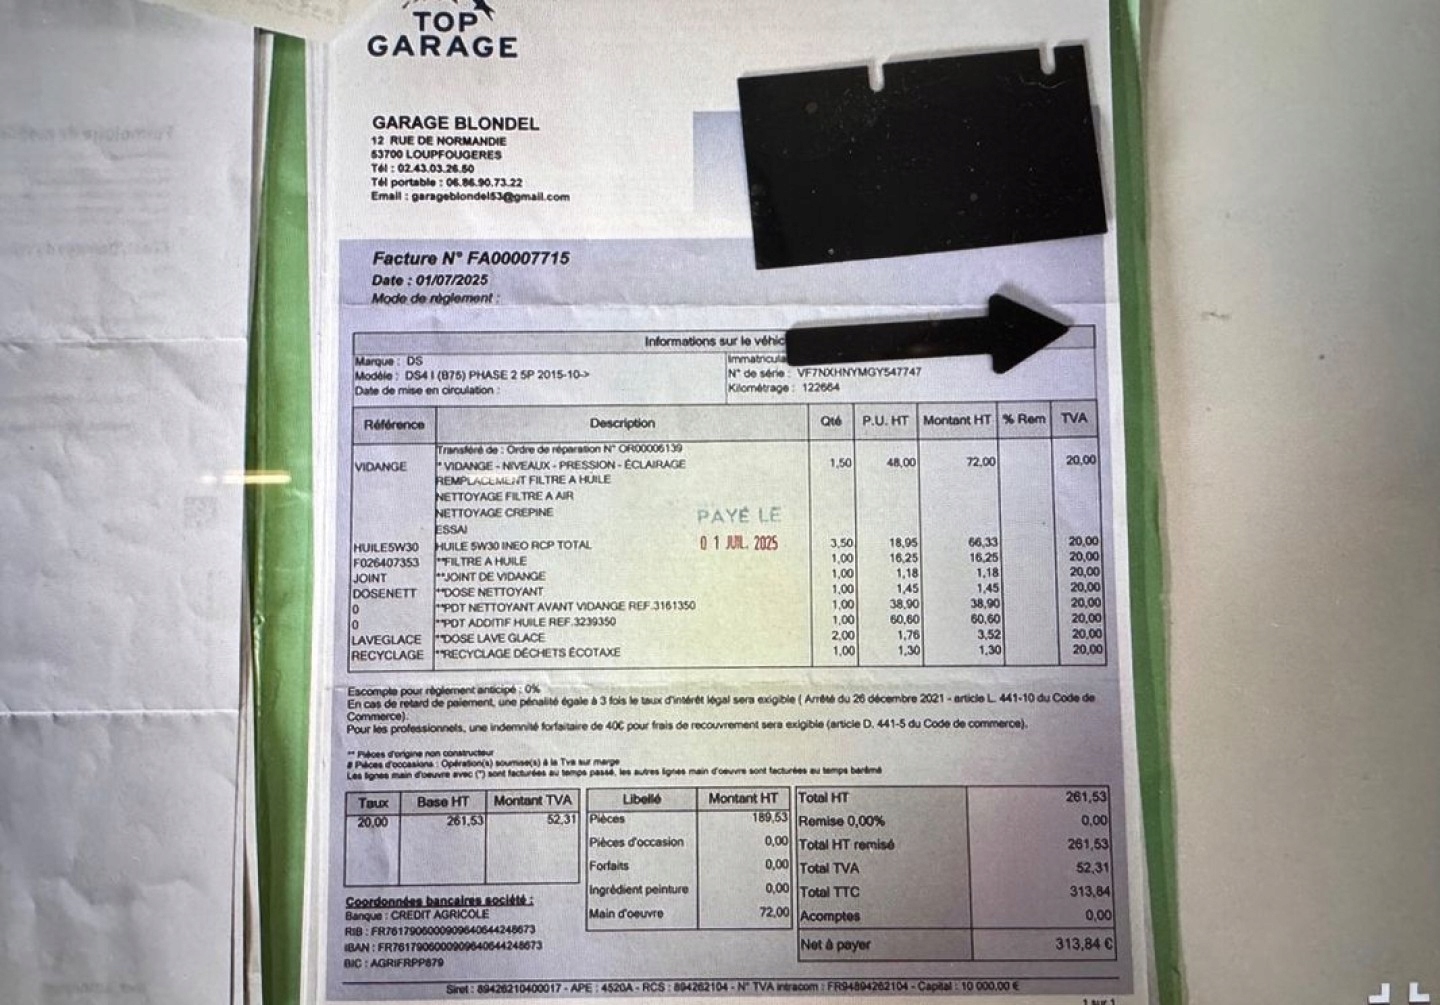 TOP
GARAGE
GARAGE BLONDEL
12 RUE DE NORMANDIE
53700 LOUPFOUGERES
Tél : 02.43.03.26.50
Tél portable : 06.86.90.73.22
Email : garageblondel53@gmail.com
Facture N° FA00007715
Date : 01/07/2025
Mode de règlement :
Informations sur le véhic
Marque : DS
Immatricula
Modèle : DS4 I (B75) PHASE 2 5P 2015-10->
N° de série : VF7NXHNYMGY547747
Date de mise en circulation :
Kilométrage : 122664
Référence Description Qté P.U. HT Montant HT % Rem TVA
Transféré de : Ordre de réparation N° OR00006139
VIDANGE * VIDANGE - NIVEAUX - PRESSION - ÉCLAIRAGE 1,50 48,00 72,00 20,00
REMPLACEMENT FILTRE A HUILE
NETTOYAGE FILTRE A AIR
NETTOYAGE CREPINE
ESSAI
PAYÉ LE
01 JUIL. 2025
HUILE5W30 HUILE 5W30 INEO RCP TOTAL 3,50 18,95 66,33 20,00
F026407353 **FILTRE A HUILE 1,00 16,25 16,25 20,00
JOINT **JOINT DE VIDANGE 1,00 1,18 1,18 20,00
DOSENETT **DOSE NETTOYANT 1,00 1,45 1,45 20,00
0 **PDT NETTOYANT AVANT VIDANGE REF.3161350 1,00 38,90 38,90 20,00
0 **PDT ADDITIF HUILE REF.3239350 1,00 60,60 60,60 20,00
LAVEGLACE **DOSE LAVE GLACE 2,00 1,76 3,52 20,00
RECYCLAGE **RECYCLAGE DÉCHETS ÉCOTAXE 1,00 1,30 1,30 20,00
Escompte pour règlement anticipé : 0%
En cas de retard de paiement, une pénalité égale à 3 fois le taux d'intérêt légal sera exigible ( Arrêté du 26 décembre 2021 - article L. 441-10 du Code de
Commerce).
Pour les professionnels, une indemnité forfaitaire de 40€ pour frais de recouvrement sera exigible (article D. 441-5 du Code de commerce).
** Pièces d'origine non constructeur
# Pièces d'occasions : Opération(s) soumise(s) à la Tva sur marge
Les lignes main d'oeuvre avec (*) sont facturées au temps passé, les autres lignes main d'oeuvre sont facturées au temps barêmé
Taux Base HT Montant TVA
20,00 261,53 52,31
Libellé Montant HT
Pièces 189,53
Pièces d'occasion 0,00
Forfaits 0,00
Ingrédient peinture 0,00
Main d'oeuvre 72,00
Total HT 261,53
Remise 0,00% 0,00
Total HT remisé 261,53
Total TVA 52,31
Total TTC 313,84
Acomptes 0,00
Net à payer 313,84 €
Coordonnées bancaires société :
Banque : CREDIT AGRICOLE
RIB : FR7617906000909640644248673
IBAN : FR7617906000909640644248673
BIC : AGRIFRPP879
Siret : 89426210400017 - APE : 4520A - RCS : 894262104 - N° TVA intracom : FR94894262104 - Capital : 10 000,00 €
1 sur 1